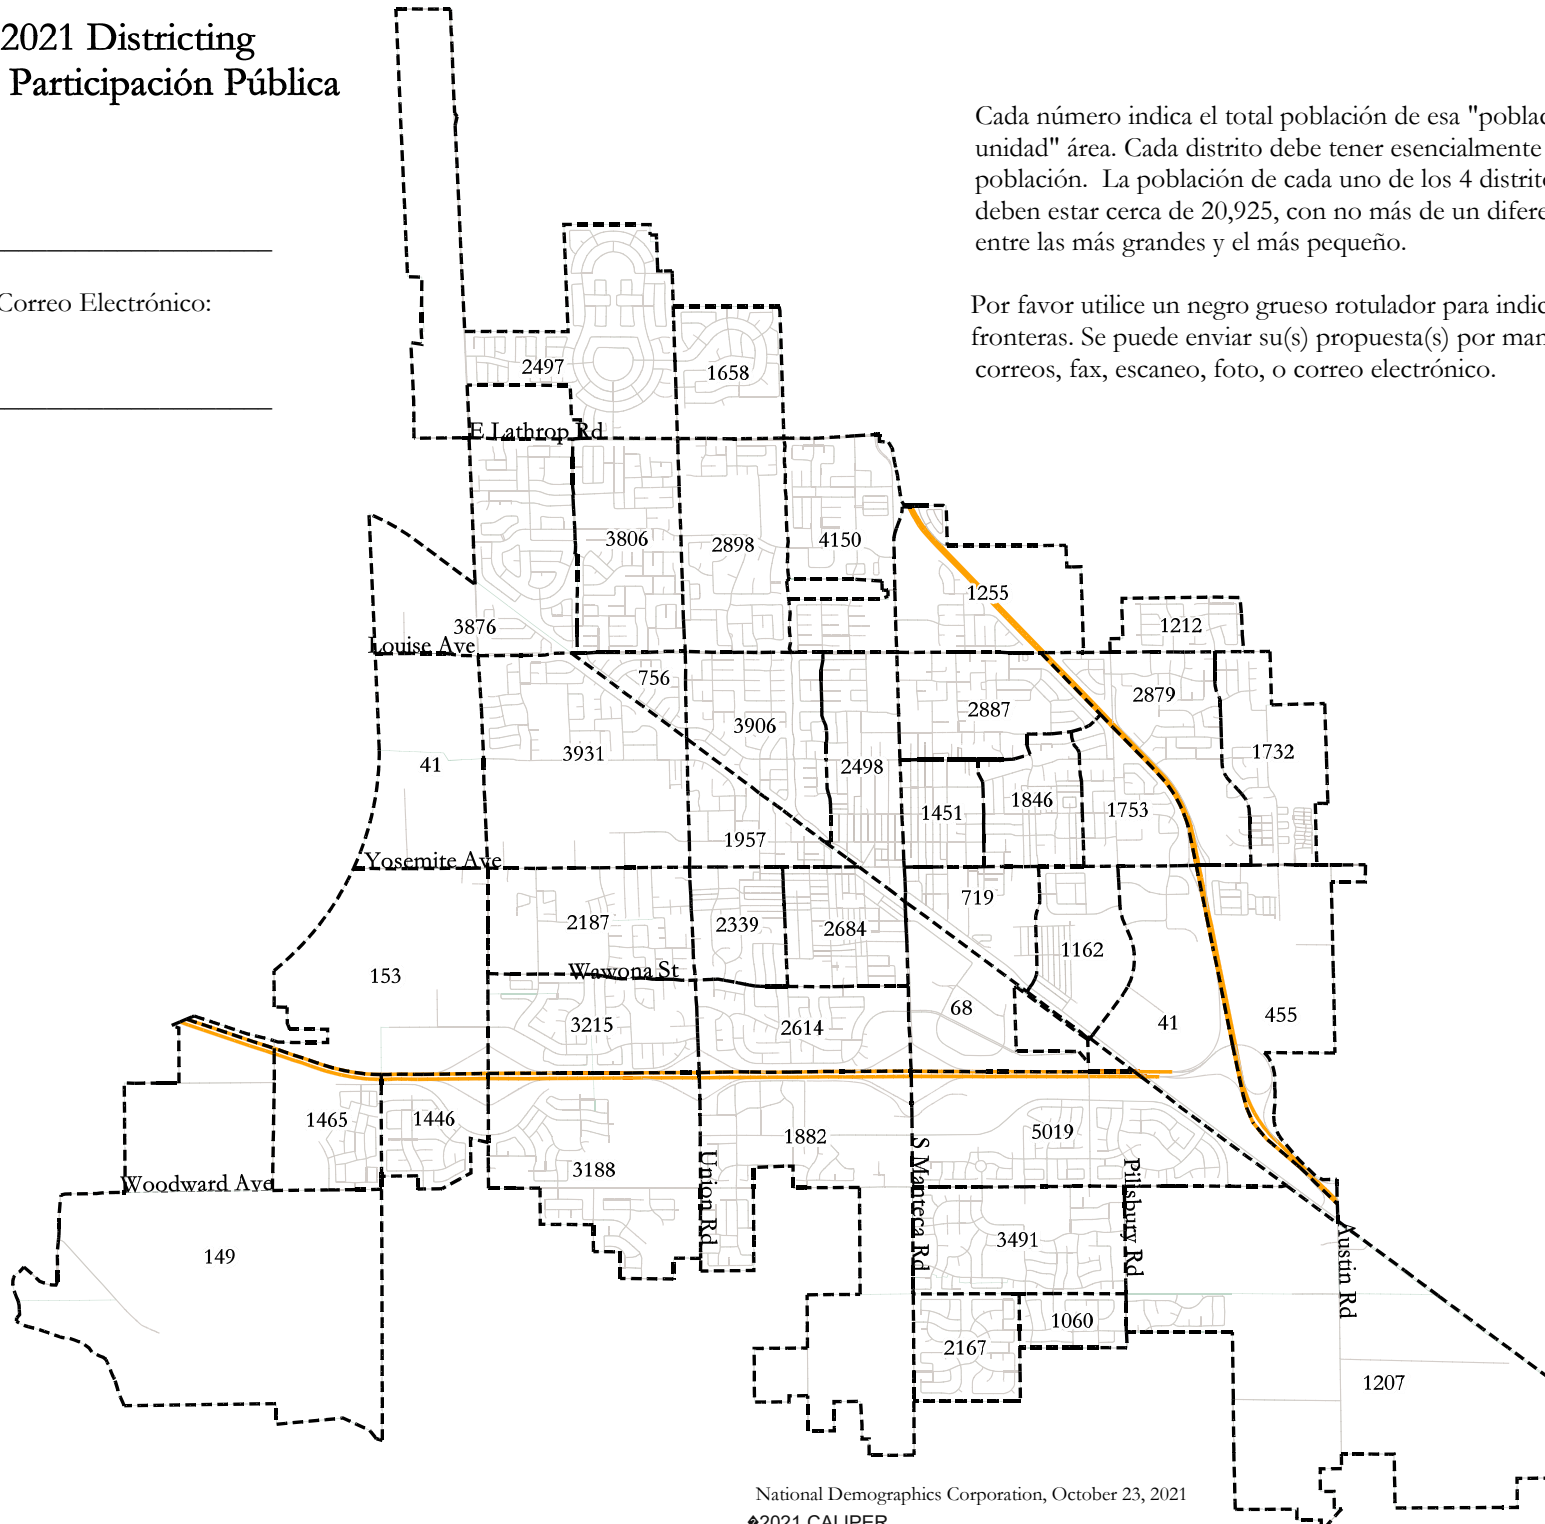 2021 Districting
Participación Pública
Correo Electrónico:
Cada número indica el total población de esa "poblac
unidad" área. Cada distrito debe tener esencialmente
población. La población de cada uno de los 4 distrito
deben estar cerca de 20,925, con no más de un difere
entre las más grandes y el más pequeño.
Por favor utilice un negro grueso rotulador para indic
fronteras. Se puede enviar su(s) propuesta(s) por man
correos, fax, escaneo, foto, o correo electrónico.
2497
1658
E Lathrop Rd
3806
2898
4150
1255
3876
1212
Louise Ave
756
2879
3906
2887
3931
1732
41
2498
1846
1451
1753
1957
Yosemite Ave
719
2187
2339
2684
1162
Wawona St
153
68
3215
2614
41
455
1465
1446
1882
5019
3188
Woodward Ave
Union Rd
S Manteca Rd
Pillsbury Rd
Austin Rd
149
3491
1060
2167
1207
National Demographics Corporation, October 23, 2021
�2021 CALIPER